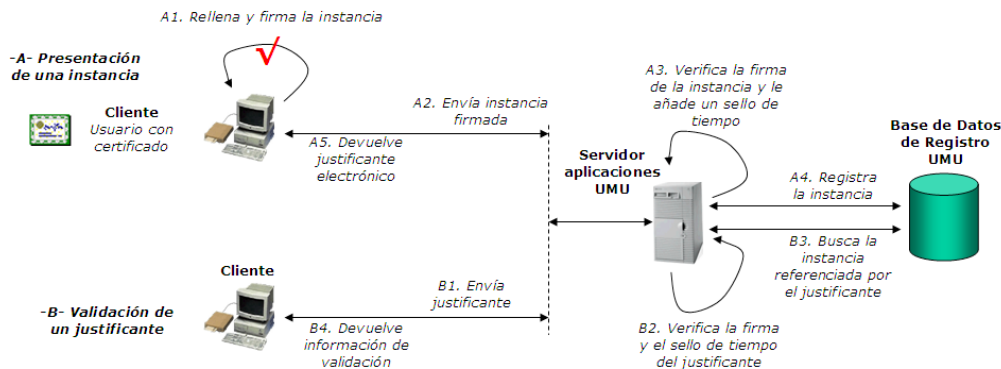 A1. Rellena y firma la instancia
√
-A- Presentación
de una instancia
Cliente
Usuario con
certificado
A2. Envía instancia
firmada
A5. Devuelve
justificante
electrónico
Servidor
aplicaciones
UMU
A3. Verifica la firma
de la instancia y le
añade un sello de
tiempo
A4. Registra
la instancia
Base de Datos
de Registro
UMU
B3. Busca la
instancia
referenciada por
el justificante
B2. Verifica la firma
y el sello de tiempo
del justificante
-B- Validación de
un justificante
Cliente
B1. Envía
justificante
B4. Devuelve
información de
validación